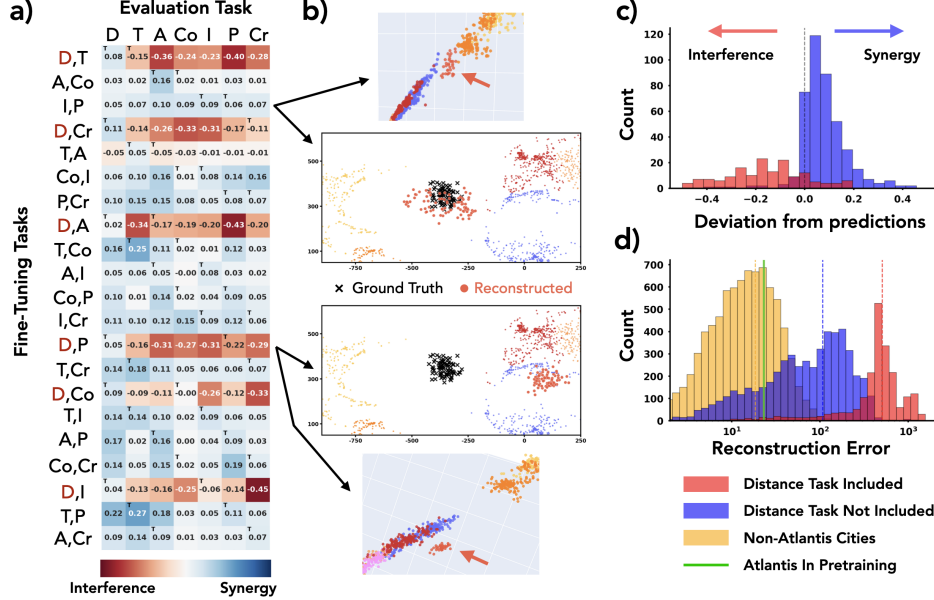 a)
Evaluation Task
D T A Co I P Cr
Fine-Tuning Tasks
D,T T 0.08 T -0.15 -0.36 -0.24 -0.23 -0.40 -0.28
A,Co 0.03 0.02 T 0.16 T 0.02 0.01 0.03 0.01
I,P 0.05 0.07 0.10 0.09 T 0.09 T 0.06 0.07
D,Cr T 0.11 -0.14 -0.26 -0.33 -0.31 -0.17 T -0.11
T,A -0.05 T -0.05 T -0.05 -0.03 -0.01 -0.01 -0.01
Co,I 0.06 0.10 0.16 T 0.01 T 0.08 0.14 0.16
P,Cr 0.10 0.15 0.15 0.08 0.05 T 0.08 T 0.07
D,A T 0.02 -0.34 T -0.17 -0.19 -0.20 -0.43 -0.20
T,Co 0.16 T 0.25 0.11 T 0.02 0.01 0.12 0.03
A,I 0.05 0.06 T 0.05 -0.00 T 0.08 0.03 0.02
Co,P 0.10 0.01 0.14 T 0.02 0.04 T 0.09 0.05
I,Cr 0.11 0.10 0.12 0.15 T 0.09 0.12 T 0.06
D,P T 0.05 -0.16 -0.31 -0.27 -0.31 T -0.22 -0.29
T,Cr 0.14 T 0.18 0.11 0.05 0.06 0.06 T 0.07
D,Co T 0.09 -0.09 -0.11 T -0.00 -0.26 -0.12 -0.33
T,I 0.14 T 0.14 0.10 0.02 T 0.09 0.06 0.05
A,P 0.17 0.02 T 0.16 0.00 0.04 T 0.09 0.03
Co,Cr 0.14 0.05 0.15 T 0.02 0.05 0.19 T 0.06
D,I T 0.04 -0.13 -0.16 -0.25 T -0.06 -0.14 -0.45
T,P 0.22 T 0.27 0.18 0.03 0.05 T 0.11 0.06
A,Cr 0.09 0.14 T 0.09 0.01 0.05 0.09 T 0.06
Interference Synergy
b)
500
300
100
-750 -500 -250 0 250
Ground Truth Reconstructed
500
300
100
-750 -500 -250 0 250
c)
Interference Synergy
Count
120
100
80
60
40
20
0
-0.4 -0.2 0.0 0.2 0.4
Deviation from predictions
d)
Count
700
600
500
400
300
200
100
0
10¹ 10² 10³
Reconstruction Error
Distance Task Included
Distance Task Not Included
Non-Atlantis Cities
Atlantis In Pretraining